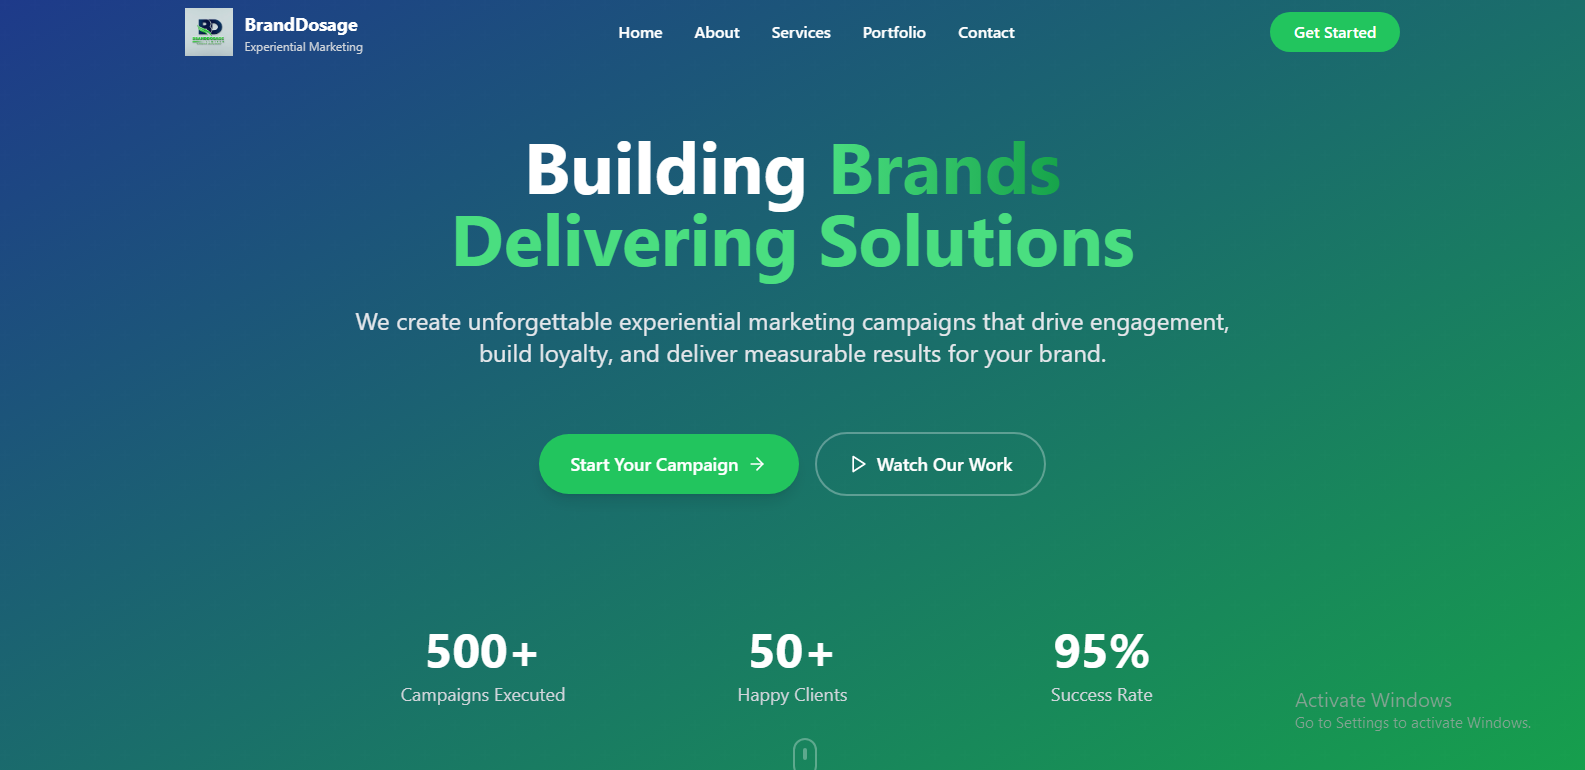 BrandDosage
Experiential Marketing
Home
About
Services
Portfolio
Contact
Get Started
Building Brands
Delivering Solutions
We create unforgettable experiential marketing campaigns that drive engagement,
build loyalty, and deliver measurable results for your brand.
Start Your Campaign
Watch Our Work
500+
Campaigns Executed
50+
Happy Clients
95%
Success Rate
Activate Windows
Go to Settings to activate Windows.